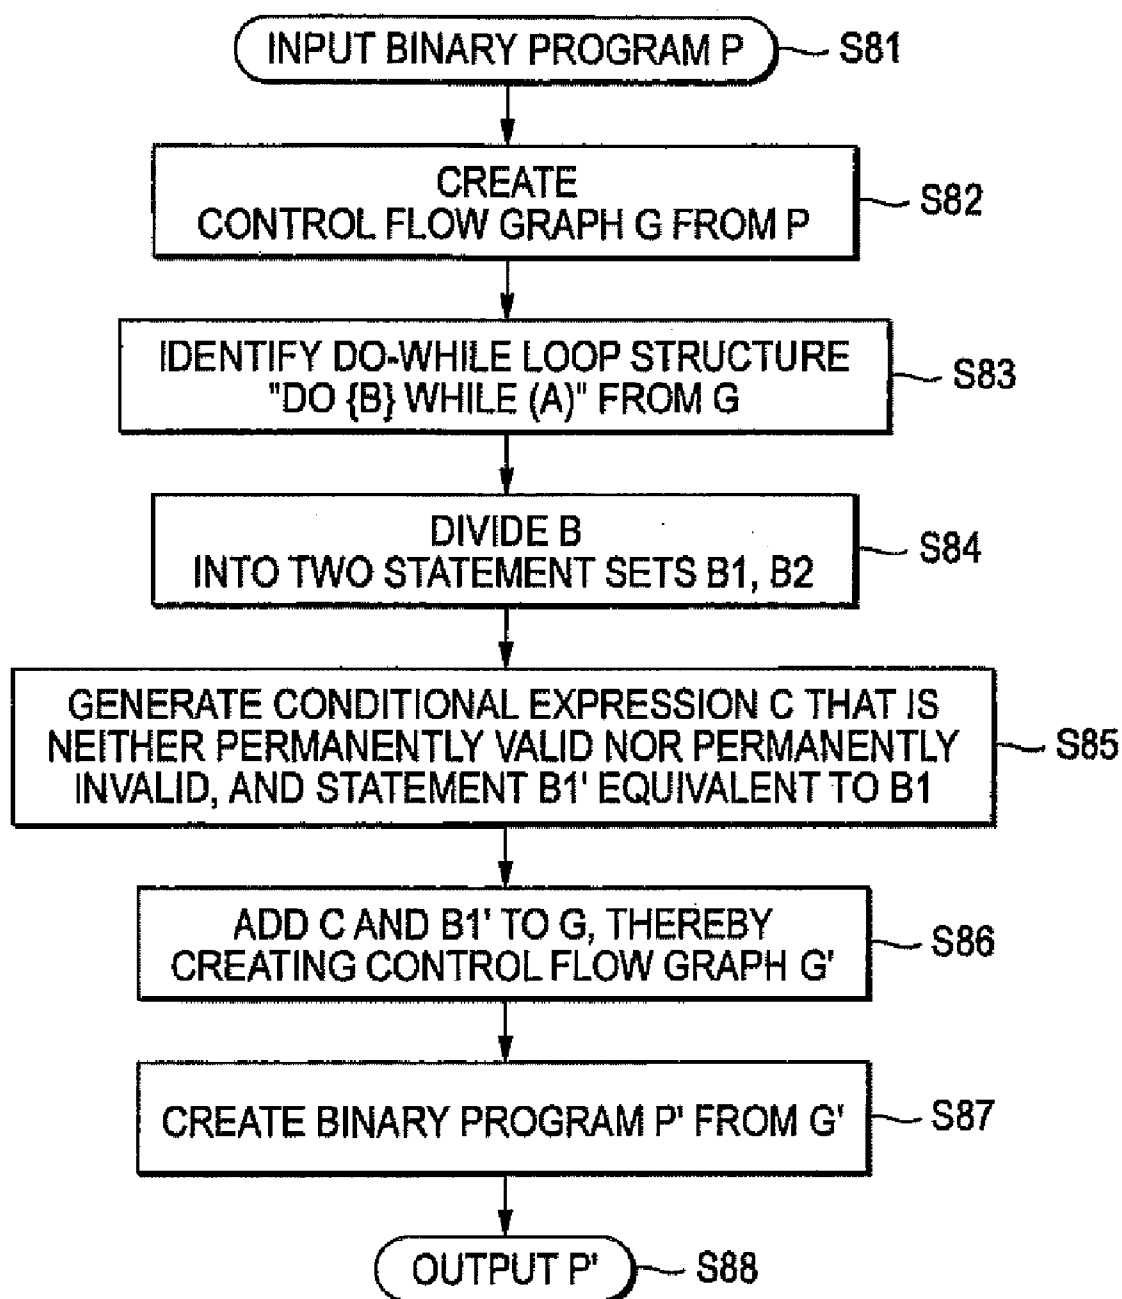 INPUT BINARY PROGRAM P
S81
CREATE
CONTROL FLOW GRAPH G FROM P
S82
IDENTIFY DO-WHILE LOOP STRUCTURE
"DO {B} WHILE (A)" FROM G
S83
DIVIDE B
INTO TWO STATEMENT SETS B1, B2
S84
GENERATE CONDITIONAL EXPRESSION C THAT IS
NEITHER PERMANENTLY VALID NOR PERMANENTLY
INVALID, AND STATEMENT B1' EQUIVALENT TO B1
S85
ADD C AND B1' TO G, THEREBY
CREATING CONTROL FLOW GRAPH G'
S86
CREATE BINARY PROGRAM P' FROM G'
S87
OUTPUT P'
S88